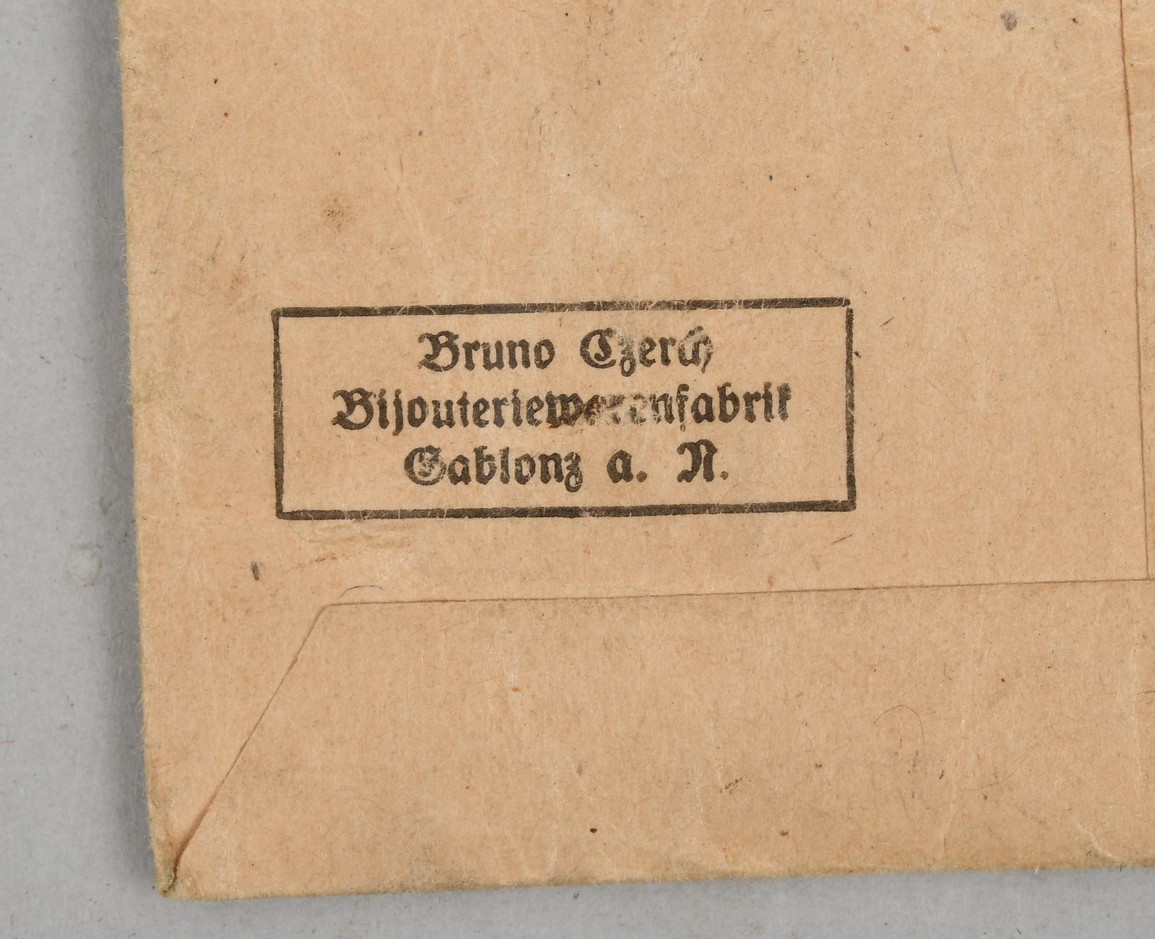 Bruno Czerch
Bijouteriewarenfabrik
Gablonz a. N.